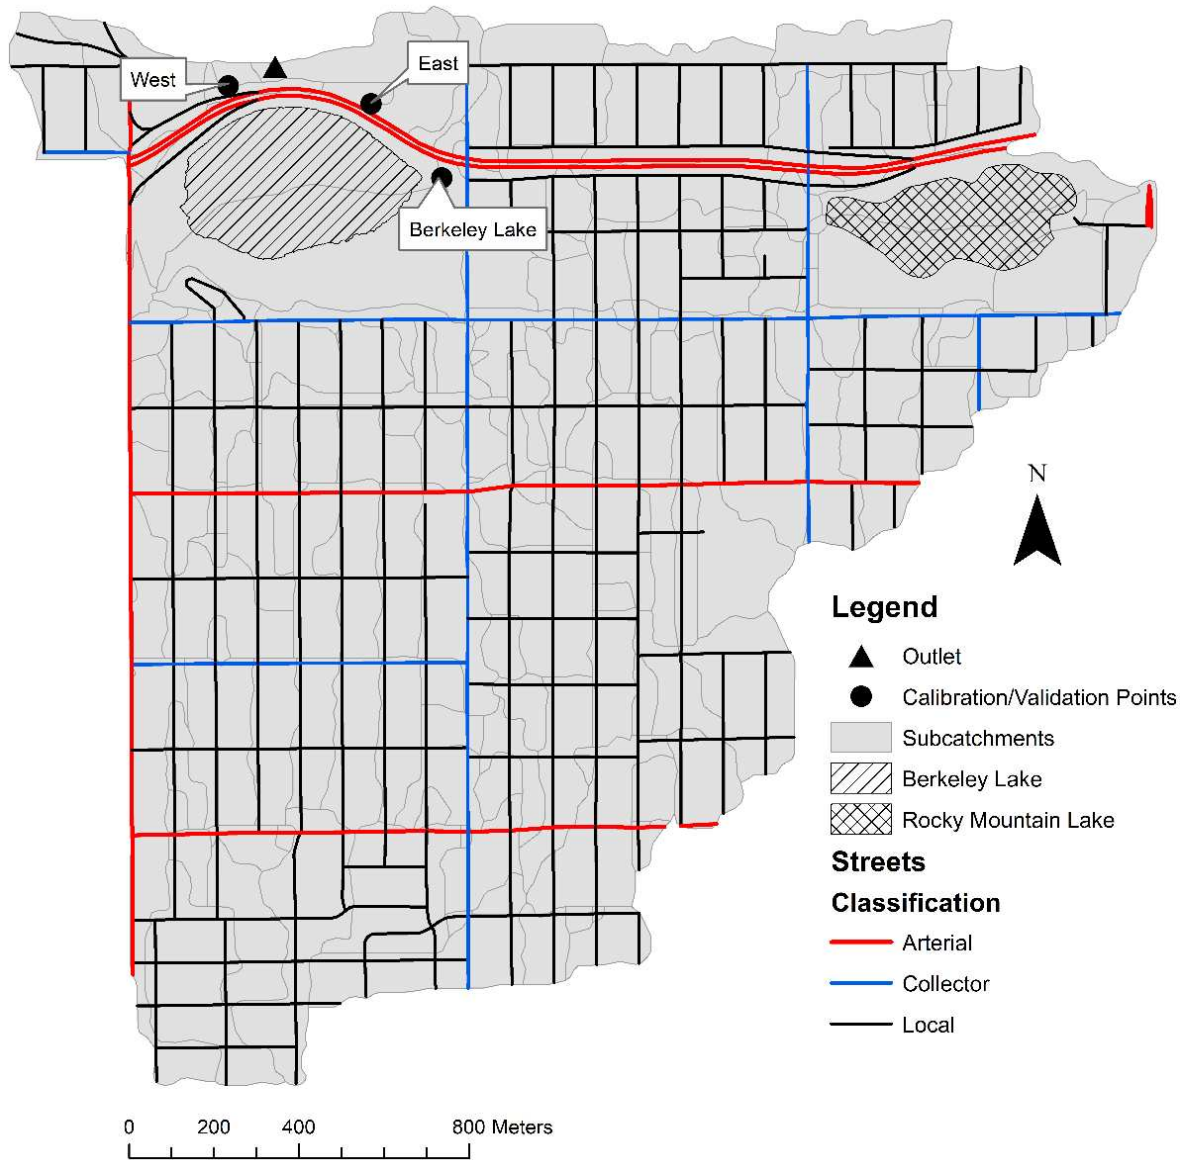 West
East
Berkeley Lake
N
Legend
Outlet
Calibration/Validation Points
Subcatchments
Berkeley Lake
Rocky Mountain Lake
Streets
Classification
Arterial
Collector
Local
0 200 400 800 Meters